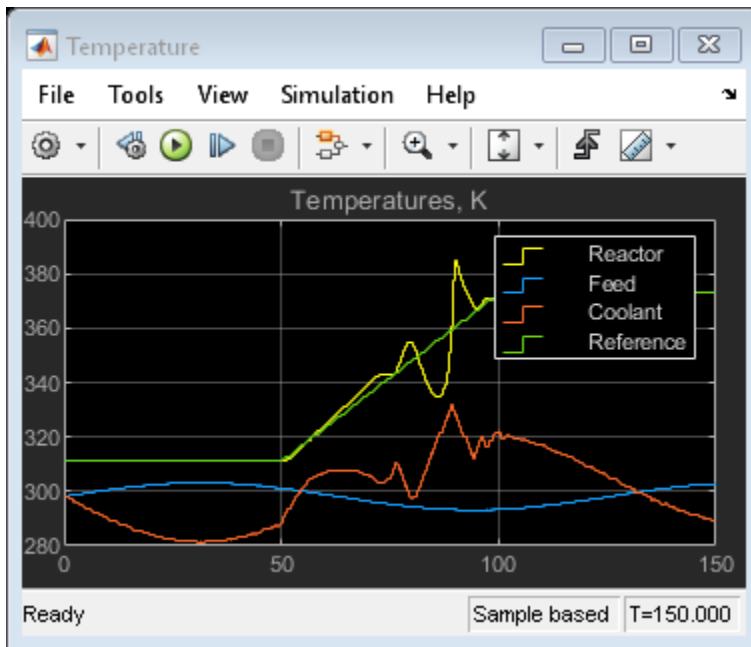 Temperature
File Tools View Simulation Help
Temperatures, K
400
380
360
340
320
300
280
0 50 100 150
Reactor
Feed
Coolant
Reference
Ready Sample based T=150.000